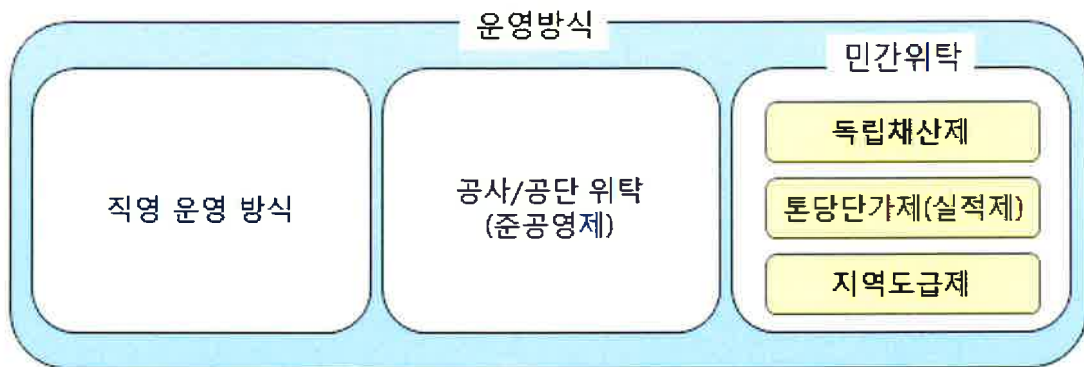 운영방식
민간위탁
직영 운영 방식
공사/공단 위탁
(준공영제)
독립채산제
톤당단가제(실적제)
지역도급제